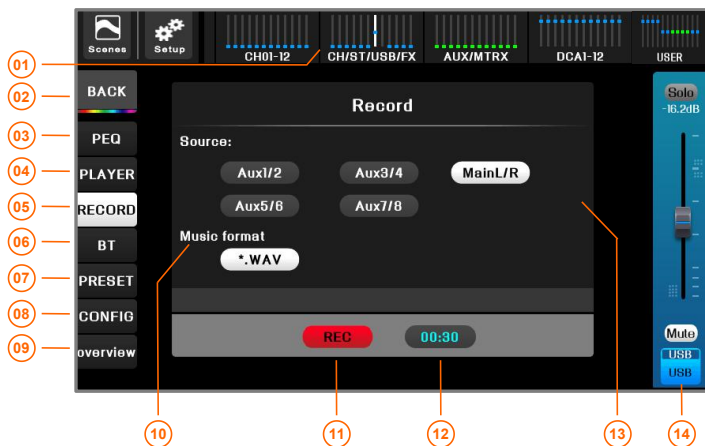 Scenes
Setup
CH01-12
CH/ST/USB/FX
AUX/MTRX
DCA1-12
USER
01
02
BACK
03
PEQ
04
PLAYER
05
RECORD
06
BT
07
PRESET
08
CONFIG
09
overview
Record
Source:
Aux1/2
Aux3/4
MainL/R
Aux5/6
Aux7/8
Music format
*.WAV
REC
00:30
Solo
-16.2dB
Mute
USB
USB
10
11
12
13
14